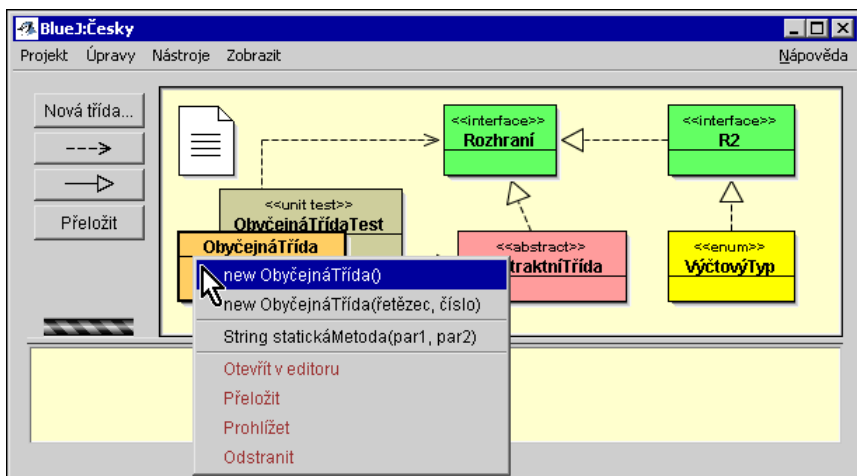 BlueJ:Česky
Projekt Úpravy Nástroje Zobrazit Nápověda
Nová třída...
Přeložit
<<interface>>
Rozhraní
<<interface>>
R2
<<unit test>>
ObyčejnáTřídaTest
ObyčejnáTřída
<<abstract>>
traktníTřída
<<enum>>
VýčtovýTyp
new ObyčejnáTřída()
new ObyčejnáTřída(řetězec, číslo)
String statickáMetoda(par1, par2)
Otevřít v editoru
Přeložit
Prohlížet
Odstranit